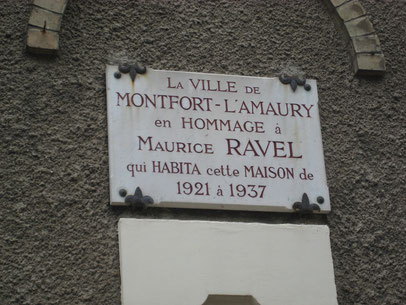 La VILLE de
MONTFORT-L'AMAURY
en HOMMAGE à
MAURICE RAVEL
qui HABITA cette MAISON de
1921 à 1937